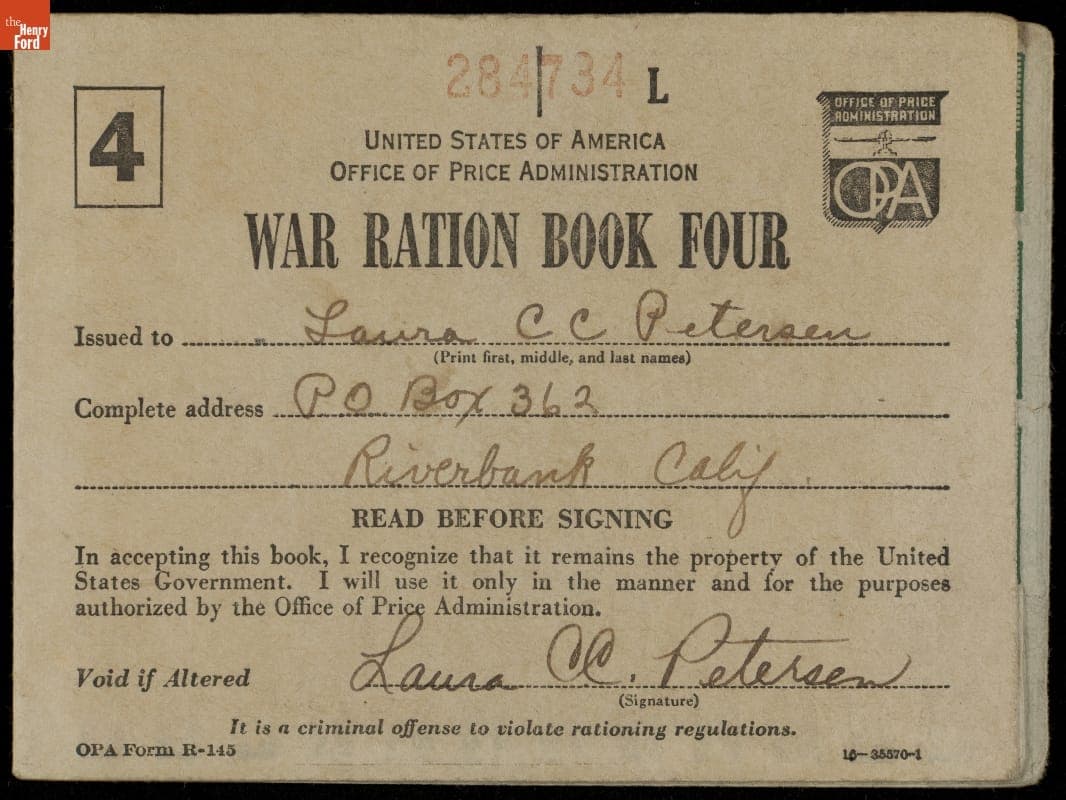 the
Henry
Ford
284734 L
4
OFFICE OF PRICE
ADMINISTRATION
OPA
UNITED STATES OF AMERICA
OFFICE OF PRICE ADMINISTRATION
WAR RATION BOOK FOUR
Issued to Laura C C Petersen
(Print first, middle, and last names)
Complete address PO Box 362
Riverbank Calif.
READ BEFORE SIGNING
In accepting this book, I recognize that it remains the property of the United
States Government. I will use it only in the manner and for the purposes
authorized by the Office of Price Administration.
Void if Altered Laura CC. Petersen
(Signature)
It is a criminal offense to violate rationing regulations.
OPA Form R-145 16—35570-1